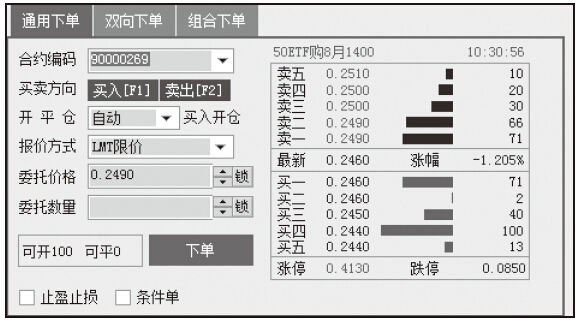 通用下单 双向下单 组合下单
合约编码 90000269
买卖方向 买入[F1] 卖出[F2]
开平仓 自动 买入开仓
报价方式 LMT限价
委托价格 0.2490 锁
委托数量 锁
可开100 可平0 下单
止盈止损 条件单
50ETF购8月1400 10:30:56
卖五 0.2510 10
卖四 0.2500 20
卖三 0.2500 30
卖二 0.2490 66
卖一 0.2490 71
最新 0.2460 涨幅 -1.205%
买一 0.2460 71
买二 0.2460 2
买三 0.2450 40
买四 0.2440 100
买五 0.2440 13
涨停 0.4130 跌停 0.0850